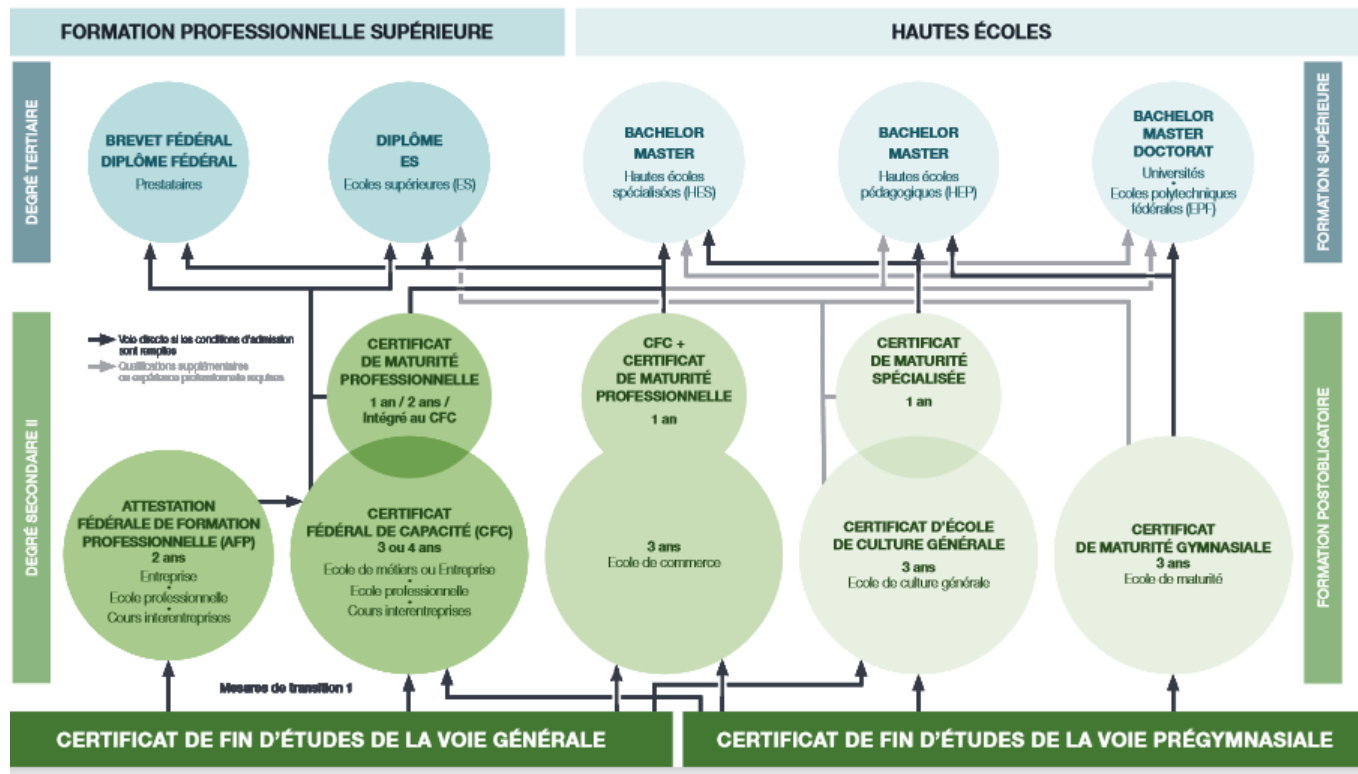 FORMATION PROFESSIONNELLE SUPÉRIEURE
HAUTES ÉCOLES
DEGRÉ TERTIAIRE
FORMATION SUPÉRIEURE
BREVET FÉDÉRAL
DIPLÔME FÉDÉRAL
Prestataires
DIPLÔME
ES
Ecoles supérieures (ES)
BACHELOR
MASTER
Hautes écoles
spécialisées (HES)
BACHELOR
MASTER
Hautes écoles
pédagogiques (HEP)
BACHELOR
MASTER
DOCTORAT
Universités
•
Ecoles polytechniques
fédérales (EPF)
DEGRÉ SECONDAIRE II
FORMATION POSTOBLIGATOIRE
Voie directe si les conditions d'admission
sont remplies
Qualifications supplémentaires
ou expérience professionnelle requises
CERTIFICAT
DE MATURITÉ
PROFESSIONNELLE
1 an / 2 ans /
Intégré au CFC
CFC +
CERTIFICAT
DE MATURITÉ
PROFESSIONNELLE
1 an
CERTIFICAT
DE MATURITÉ
SPÉCIALISÉE
1 an
ATTESTATION
FÉDÉRALE DE FORMATION
PROFESSIONNELLE (AFP)
2 ans
Entreprise
•
Ecole professionnelle
•
Cours interentreprises
CERTIFICAT
FÉDÉRAL DE CAPACITÉ (CFC)
3 ou 4 ans
Ecole de métiers ou Entreprise
•
Ecole professionnelle
•
Cours interentreprises
3 ans
Ecole de commerce
CERTIFICAT D'ÉCOLE
DE CULTURE GÉNÉRALE
3 ans
Ecole de culture générale
CERTIFICAT
DE MATURITÉ GYMNASIALE
3 ans
Ecole de maturité
Mesures de transition 1
CERTIFICAT DE FIN D'ÉTUDES DE LA VOIE GÉNÉRALE
CERTIFICAT DE FIN D'ÉTUDES DE LA VOIE PRÉGYMNASIALE